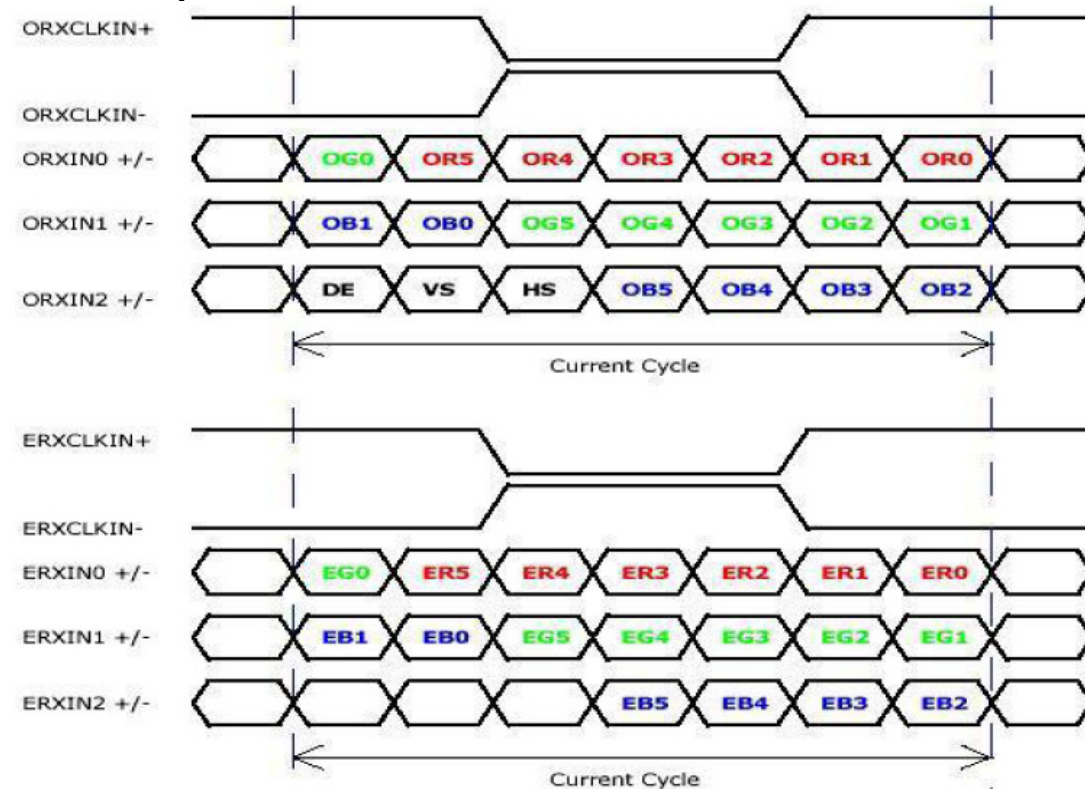 ORXCLKIN+
ORXCLKIN-
ORXIN0 +/- OG0 OR5 OR4 OR3 OR2 OR1 OR0
ORXIN1 +/- OB1 OB0 OG5 OG4 OG3 OG2 OG1
ORXIN2 +/- DE VS HS OB5 OB4 OB3 OB2
Current Cycle
ERXCLKIN+
ERXCLKIN-
ERXIN0 +/- EG0 ER5 ER4 ER3 ER2 ER1 ER0
ERXIN1 +/- EB1 EB0 EG5 EG4 EG3 EG2 EG1
ERXIN2 +/- EB5 EB4 EB3 EB2
Current Cycle